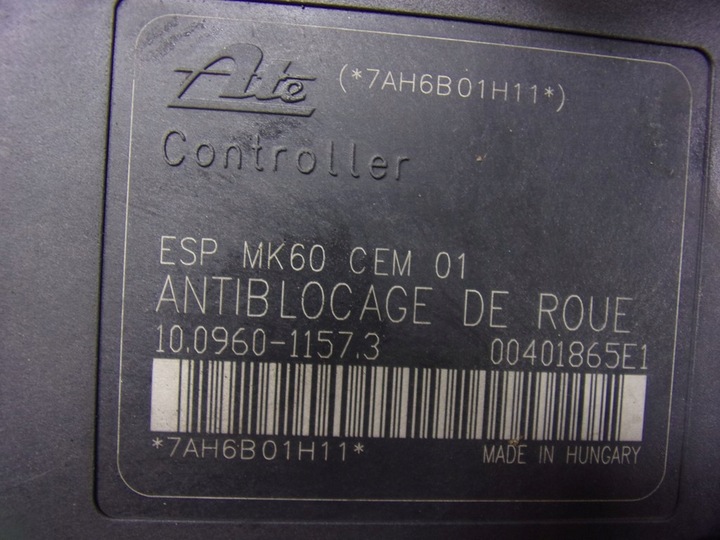 Ate (*7AH6B01H11*)
Controller
ESP MK60 CEM 01
ANTIBLOCAGE DE ROUE
10.0960-1157.3 00401865E1
*7AH6B01H11* MADE IN HUNGARY